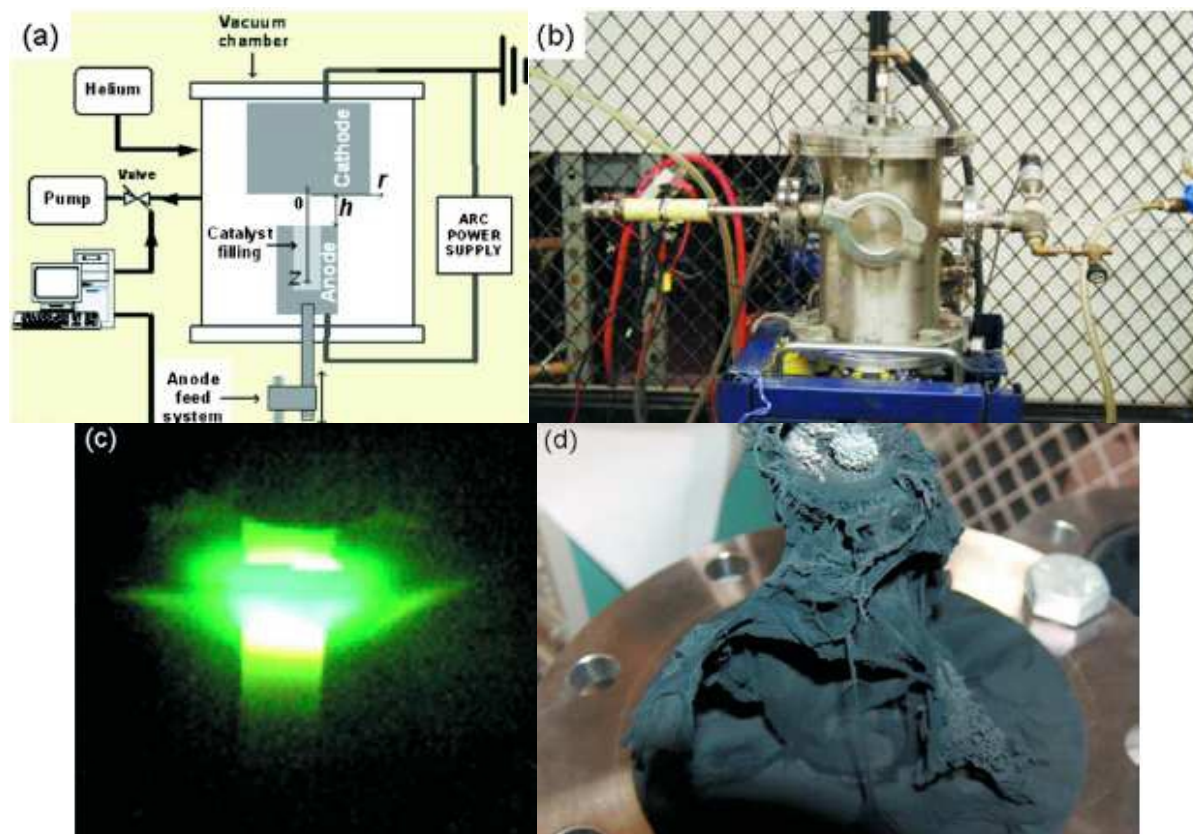 (a)
Vacuum
chamber
Helium
Valve
Pump
Cathode
r
0
h
Catalyst
filling
Z
Anode
ARC
POWER
SUPPLY
Anode
feed
system
(b)
(c)
(d)